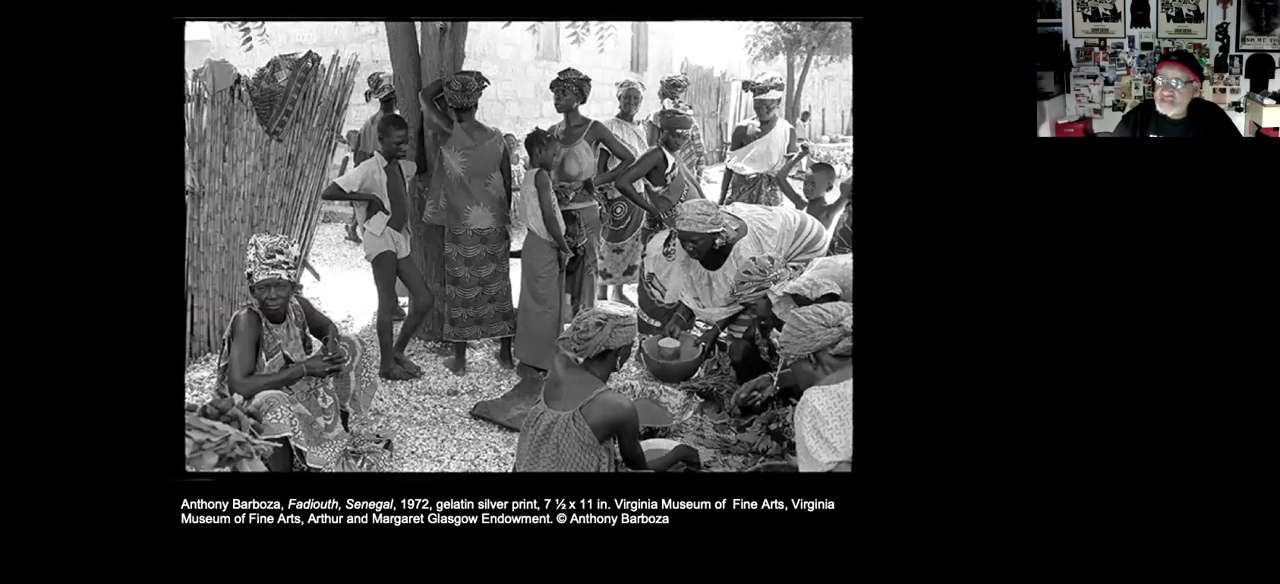 Anthony Barboza, Fadiouth, Senegal, 1972, gelatin silver print, 7 ½ x 11 in. Virginia Museum of  Fine Arts, Virginia
Museum of Fine Arts, Arthur and Margaret Glasgow Endowment. © Anthony Barboza